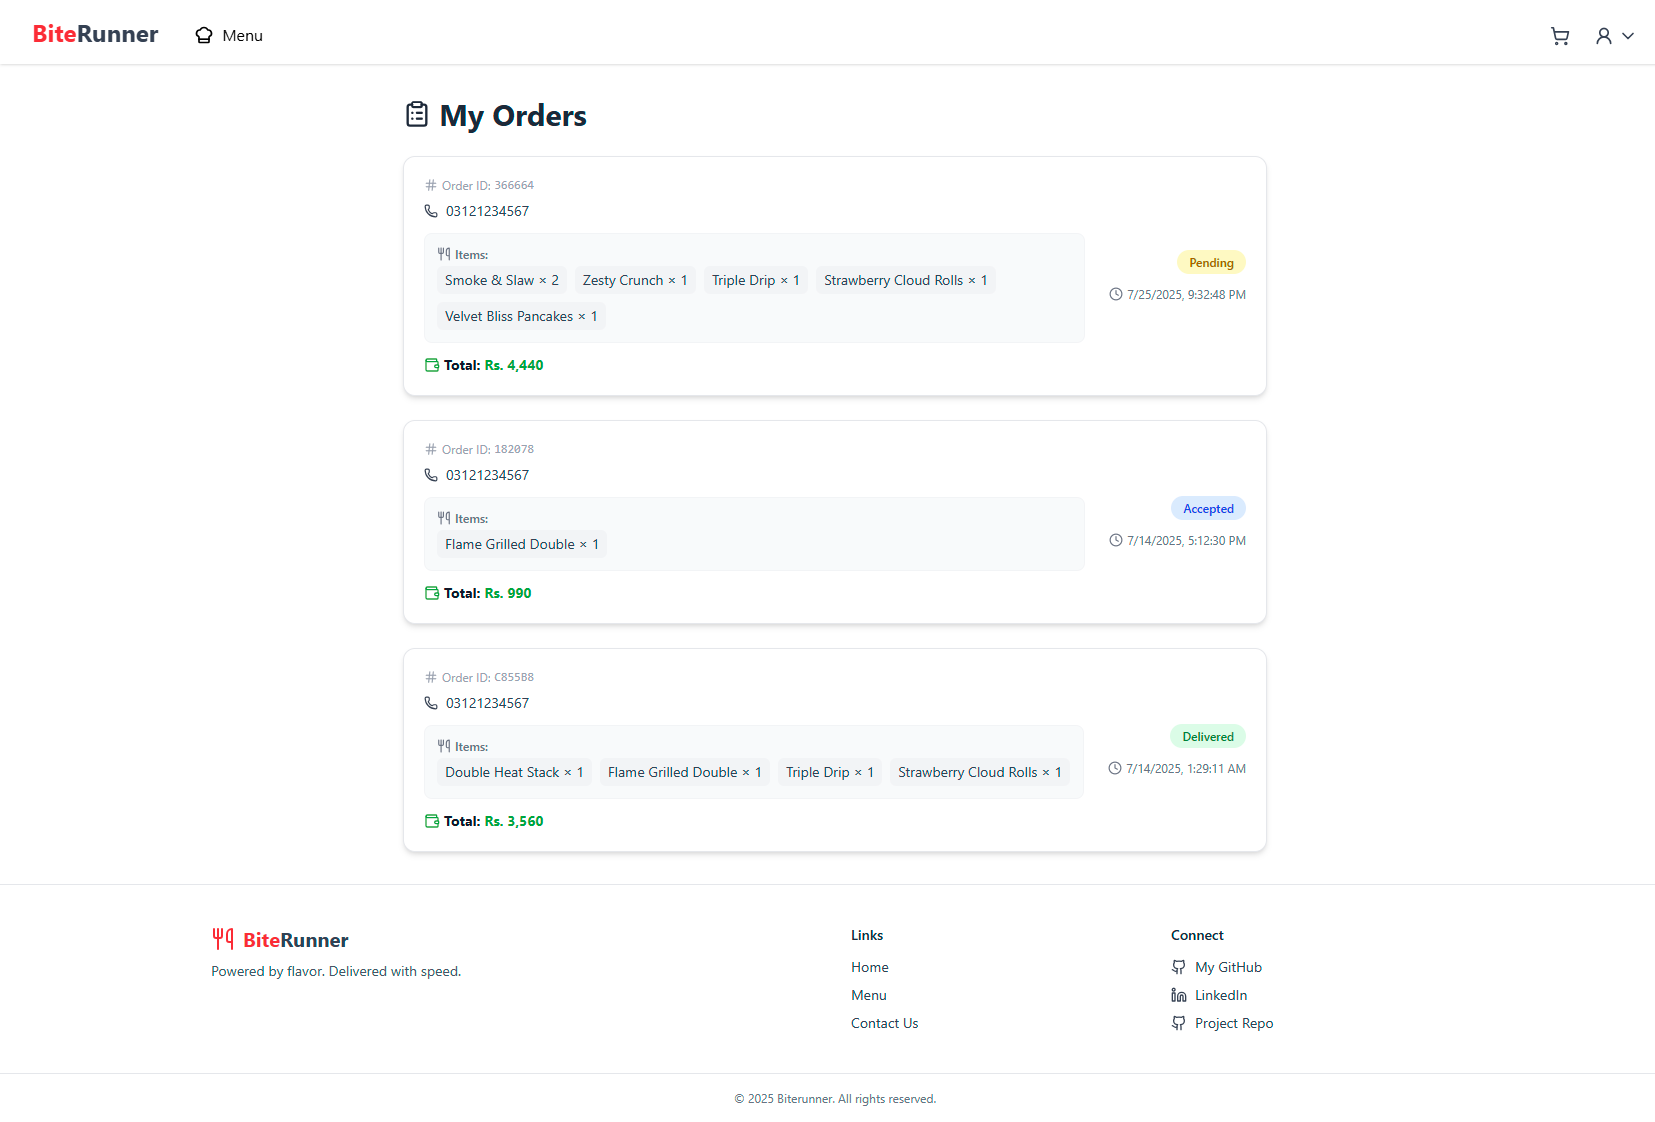 BiteRunner Menu
My Orders
Order ID: 366664
03121234567
Items:
Smoke & Slaw × 2 Zesty Crunch × 1 Triple Drip × 1 Strawberry Cloud Rolls × 1
Velvet Bliss Pancakes × 1
Total: Rs. 4,440
Pending
7/25/2025, 9:32:48 PM
Order ID: 182078
03121234567
Items:
Flame Grilled Double × 1
Total: Rs. 990
Accepted
7/14/2025, 5:12:30 PM
Order ID: C855B8
03121234567
Items:
Double Heat Stack × 1 Flame Grilled Double × 1 Triple Drip × 1 Strawberry Cloud Rolls × 1
Total: Rs. 3,560
Delivered
7/14/2025, 1:29:11 AM
BiteRunner
Powered by flavor. Delivered with speed.
Links
Home
Menu
Contact Us
Connect
My GitHub
LinkedIn
Project Repo
© 2025 Biterunner. All rights reserved.